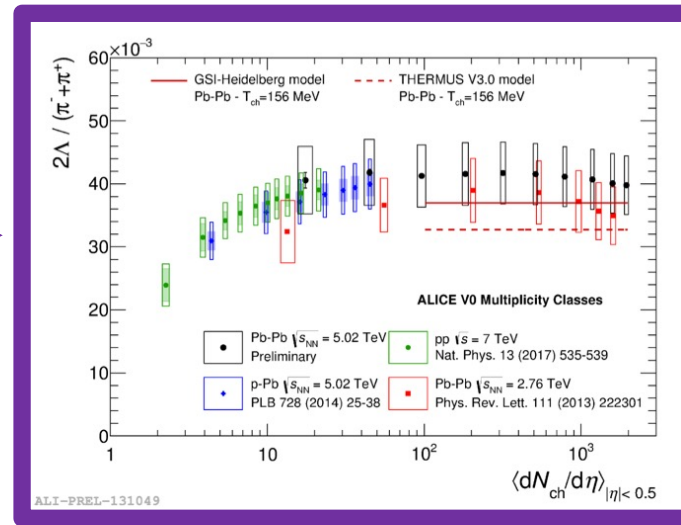 60×10⁻³
50
40
30
20
10
0
2Λ / (π⁻+π⁺)
GSI-Heidelberg model
Pb-Pb - T_ch=156 MeV
THERMUS V3.0 model
Pb-Pb - T_ch=156 MeV
ALICE V0 Multiplicity Classes
Pb-Pb √s_NN = 5.02 TeV
Preliminary
pp √s = 7 TeV
Nat. Phys. 13 (2017) 535-539
p-Pb √s_NN = 5.02 TeV
PLB 728 (2014) 25-38
Pb-Pb √s_NN = 2.76 TeV
Phys. Rev. Lett. 111 (2013) 222301
1 10 10² 10³
⟨dN_ch/dη⟩_|η|< 0.5
ALI-PREL-131049